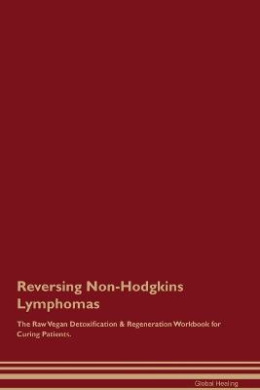 Reversing Non-Hodgkins
Lymphomas
The Raw Vegan Detoxification & Regeneration Workbook for
Curing Patients.
Global Healing